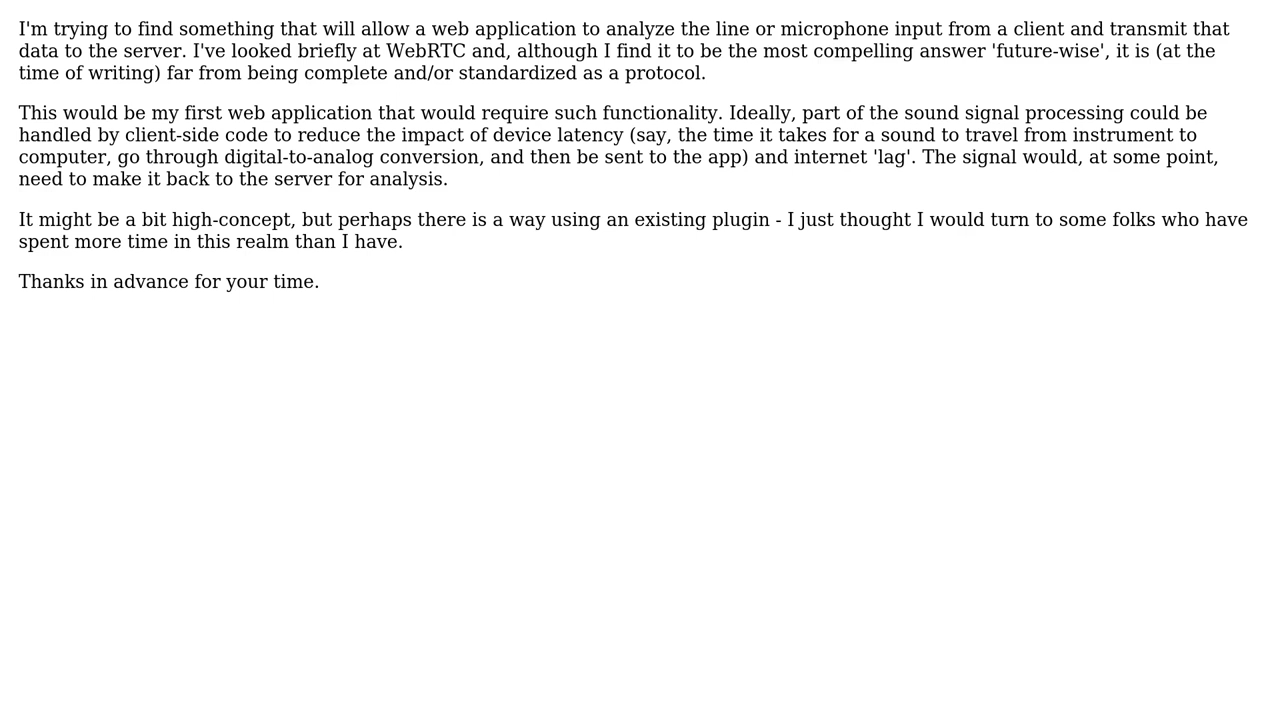 I'm trying to find something that will allow a web application to analyze the line or microphone input from a client and transmit that
data to the server. I've looked briefly at WebRTC and, although I find it to be the most compelling answer 'future-wise', it is (at the
time of writing) far from being complete and/or standardized as a protocol.
This would be my first web application that would require such functionality. Ideally, part of the sound signal processing could be
handled by client-side code to reduce the impact of device latency (say, the time it takes for a sound to travel from instrument to
computer, go through digital-to-analog conversion, and then be sent to the app) and internet 'lag'. The signal would, at some point,
need to make it back to the server for analysis.
It might be a bit high-concept, but perhaps there is a way using an existing plugin - I just thought I would turn to some folks who have
spent more time in this realm than I have.
Thanks in advance for your time.